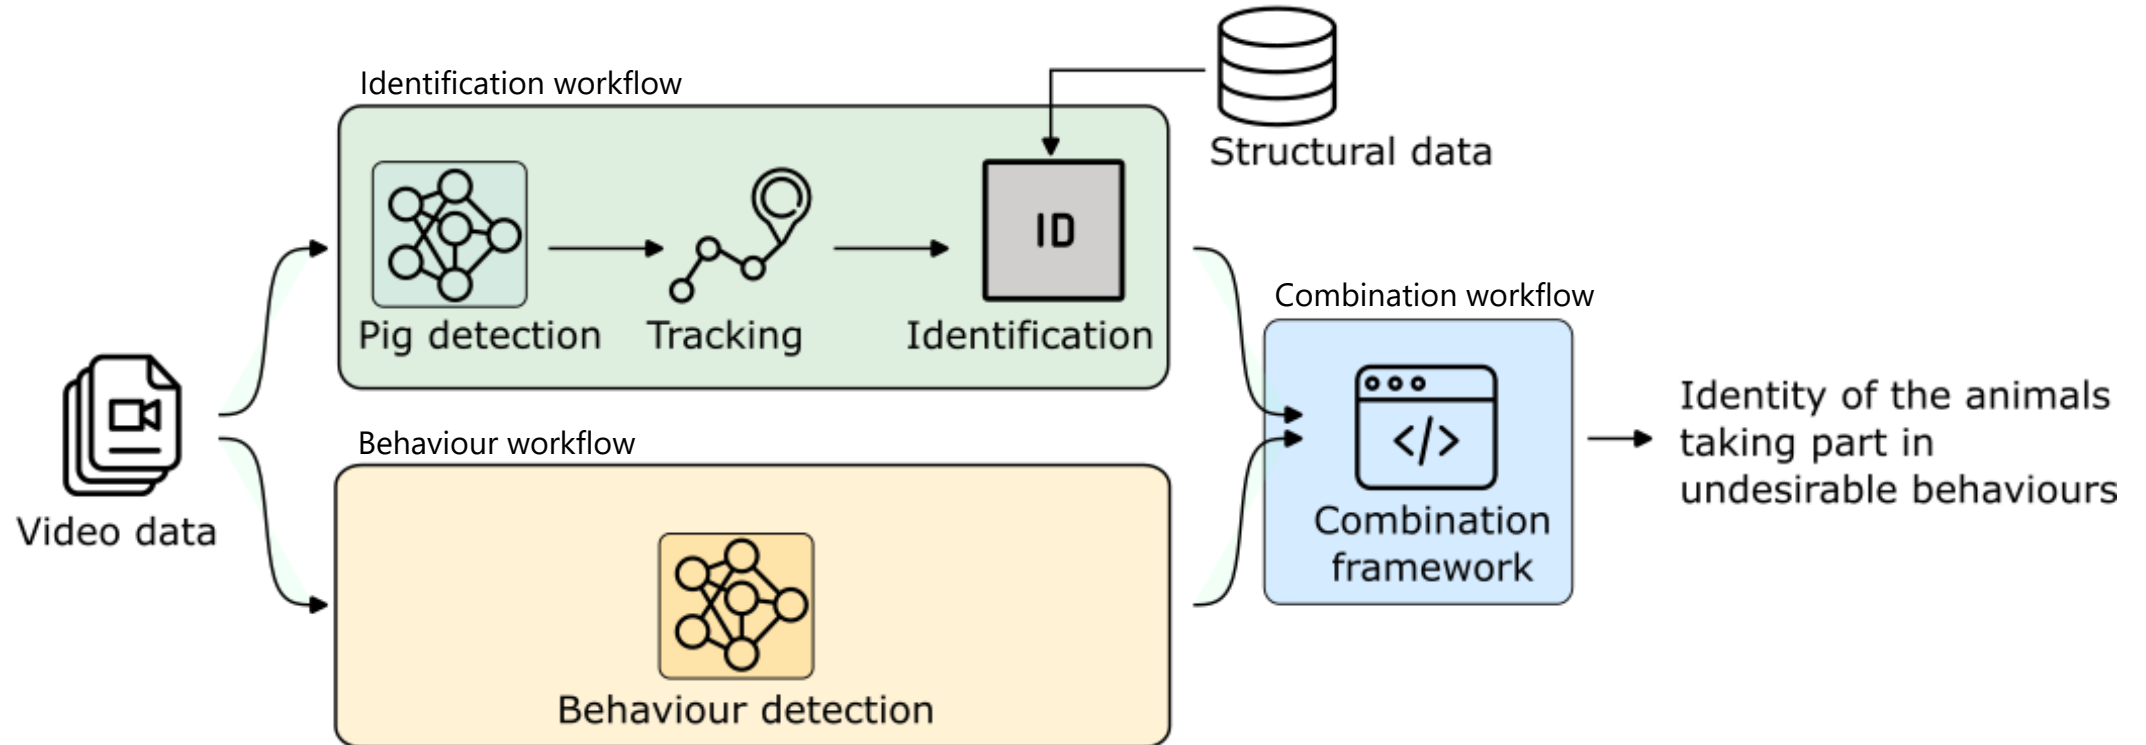 Identification workflow
Structural data
ID
Pig detection
Tracking
Identification
Combination workflow
Video data
Behaviour workflow
</>
Combination
framework
Identity of the animals
taking part in
undesirable behaviours
Behaviour detection